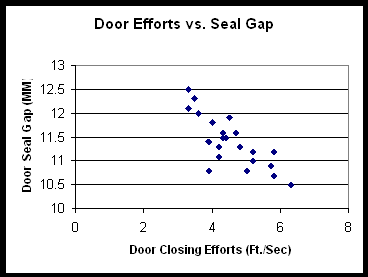 Door Efforts vs. Seal Gap
13
12.5
12
11.5
11
10.5
10
Door Seal Gap (MM)
0 2 4 6 8
Door Closing Efforts (Ft./Sec)